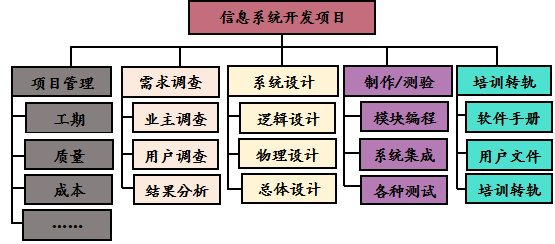 信息系统开发项目
项目管理
工期
质量
成本
……
需求调查
业主调查
用户调查
结果分析
系统设计
逻辑设计
物理设计
总体设计
制作/测验
模块编程
系统集成
各种测试
培训转轨
软件手册
用户文件
培训转轨